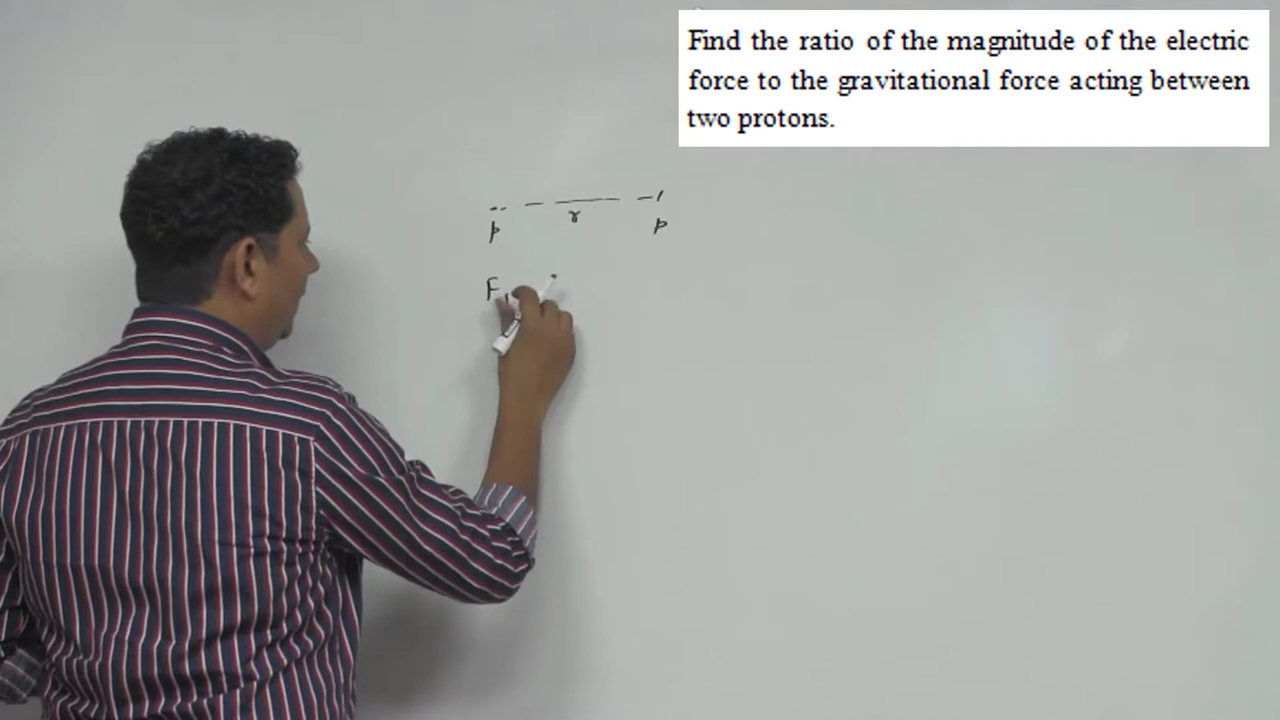 Find the ratio of the magnitude of the electric
force to the gravitational force acting between
two protons.
r
p p
F